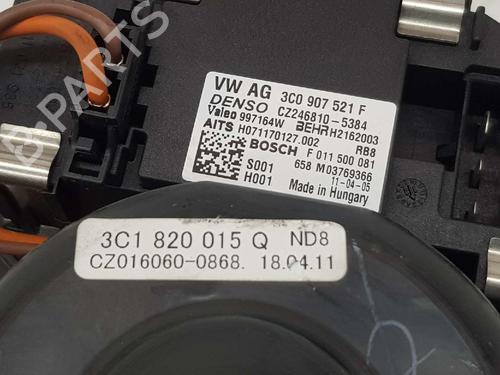 VW AG 3C0 907 521 F
DENSO CZ246810-5384
Valeo 997164W BEHR H2162003
AITS H071170127.002 RB8
BOSCH F 011 500 081
658 M03769366
S001 11-04-05
H001 Made in Hungary
3C1 820 015 Q ND8
CZ016060-0868. 18.04.11